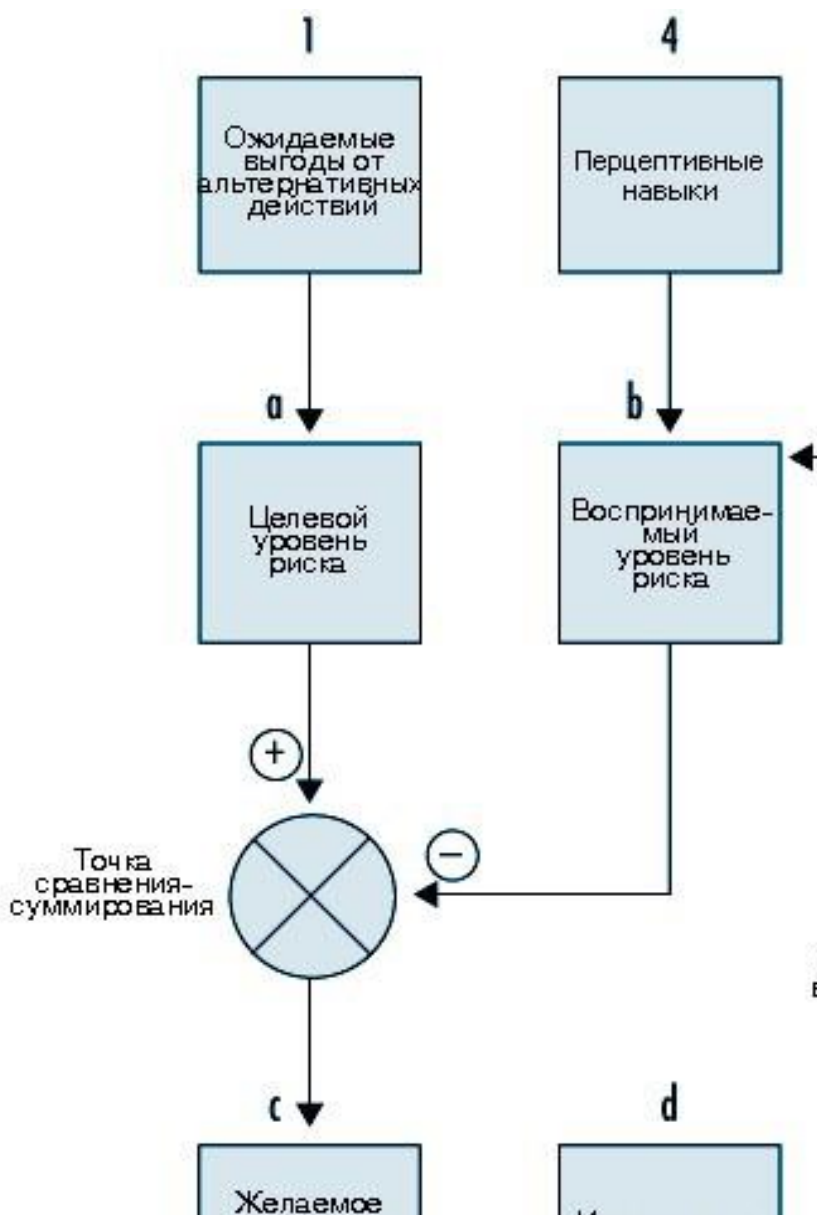 1
4
Ожидаемые
выгоды от
альтернативных
действий
Перцептивные
навыки
a
b
Целевой
уровень
риска
Воспринимае-
мый
уровень
риска
+
−
Точка
сравнения-
суммирования
c
d
Желаемое